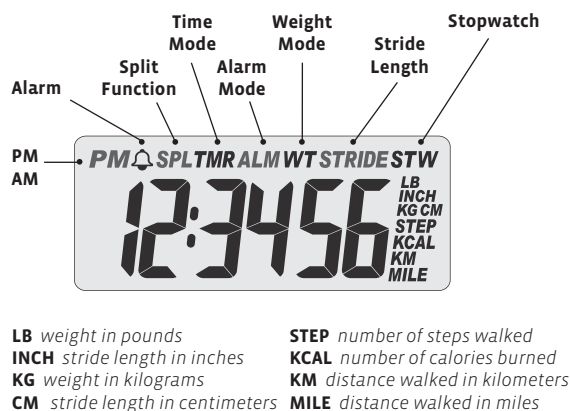 Time Mode
Weight Mode
Stopwatch
Split Function
Alarm Mode
Stride Length
Alarm
PM
AM
PM SPL TMR ALM WT STRIDE STW
12:3456
LB
INCH
KG CM
STEP
KCAL
KM
MILE
LB weight in pounds
INCH stride length in inches
KG weight in kilograms
CM stride length in centimeters
STEP number of steps walked
KCAL number of calories burned
KM distance walked in kilometers
MILE distance walked in miles